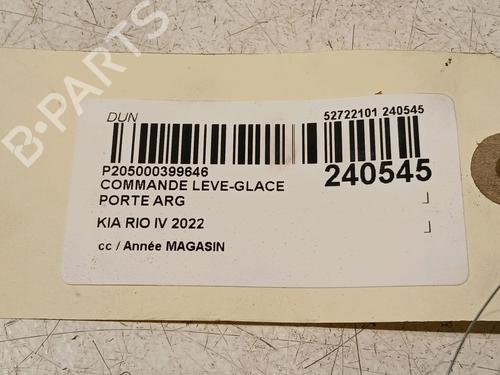 B-PARTS
DUN
52722101 240545
P205000399646
240545
COMMANDE LEVE-GLACE
PORTE ARG
KIA RIO IV 2022
cc / Année MAGASIN